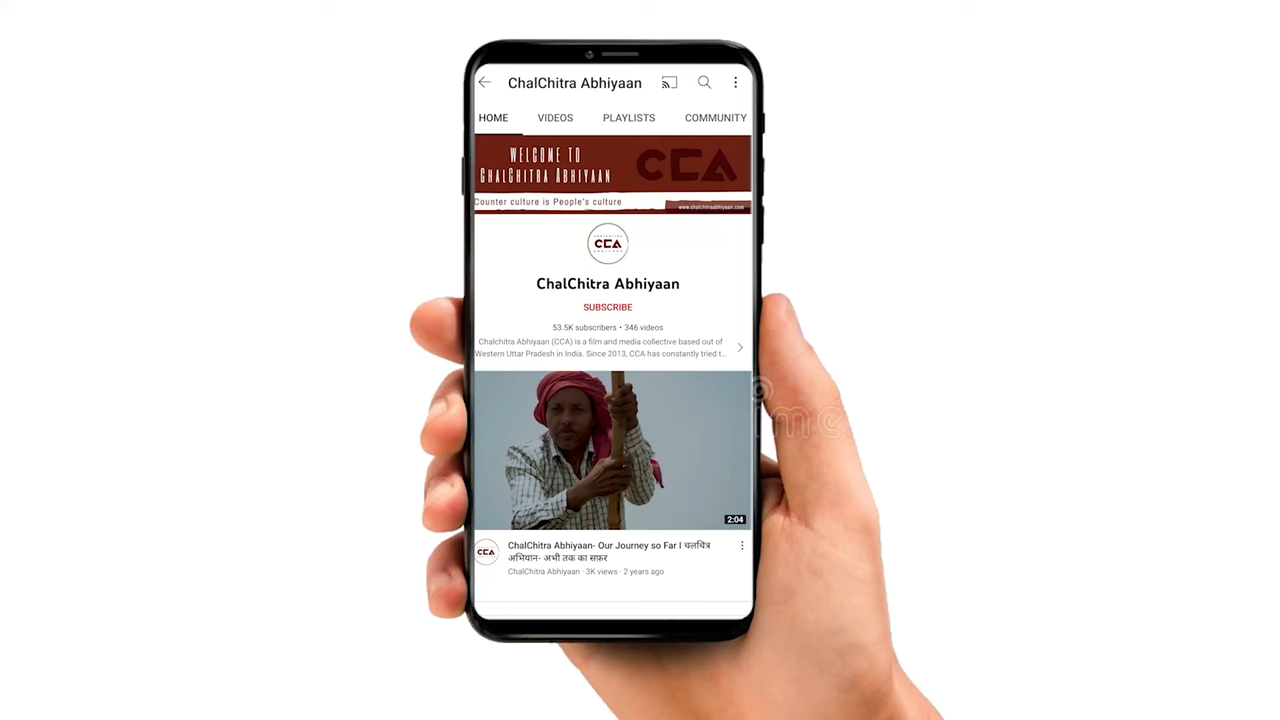 ChalChitra Abhiyaan
HOME VIDEOS PLAYLISTS COMMUNITY
WELCOME TO
CHALCHITRA ABHIYAAN
CCA
Counter culture is People's culture
www.chalchitraabhiyaan.com
CCA
ChalChitra Abhiyaan
SUBSCRIBE
53.5K subscribers • 346 videos
Chalchitra Abhiyaan (CCA) is a film and media collective based out of
Western Uttar Pradesh in India. Since 2013, CCA has constantly tried t...
2:04
CCA
ChalChitra Abhiyaan- Our Journey so Far I चलचित्र
अभियान- अभी तक का सफ़र
ChalChitra Abhiyaan · 3K views · 2 years ago